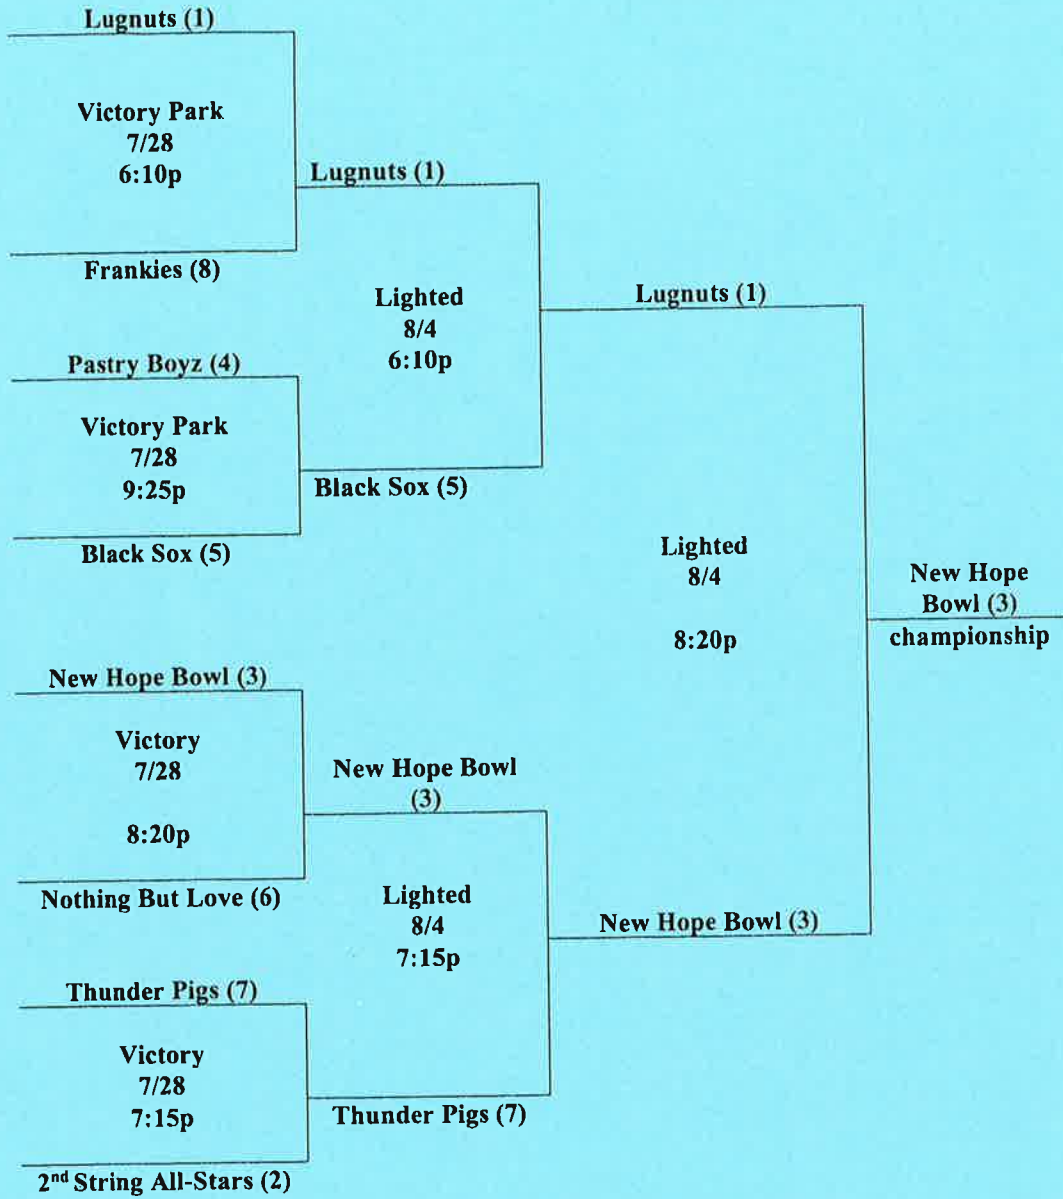 Lugnuts (1)
Victory Park
7/28
6:10p
Frankies (8)
Lugnuts (1)
Pastry Boyz (4)
Victory Park
7/28
9:25p
Black Sox (5)
Black Sox (5)
Lighted
8/4
6:10p
Lugnuts (1)
New Hope Bowl (3)
Victory
7/28
8:20p
Nothing But Love (6)
New Hope Bowl
(3)
Thunder Pigs (7)
Victory
7/28
7:15p
2nd String All-Stars (2)
Thunder Pigs (7)
Lighted
8/4
7:15p
New Hope Bowl (3)
Lighted
8/4
8:20p
New Hope
Bowl (3)
championship